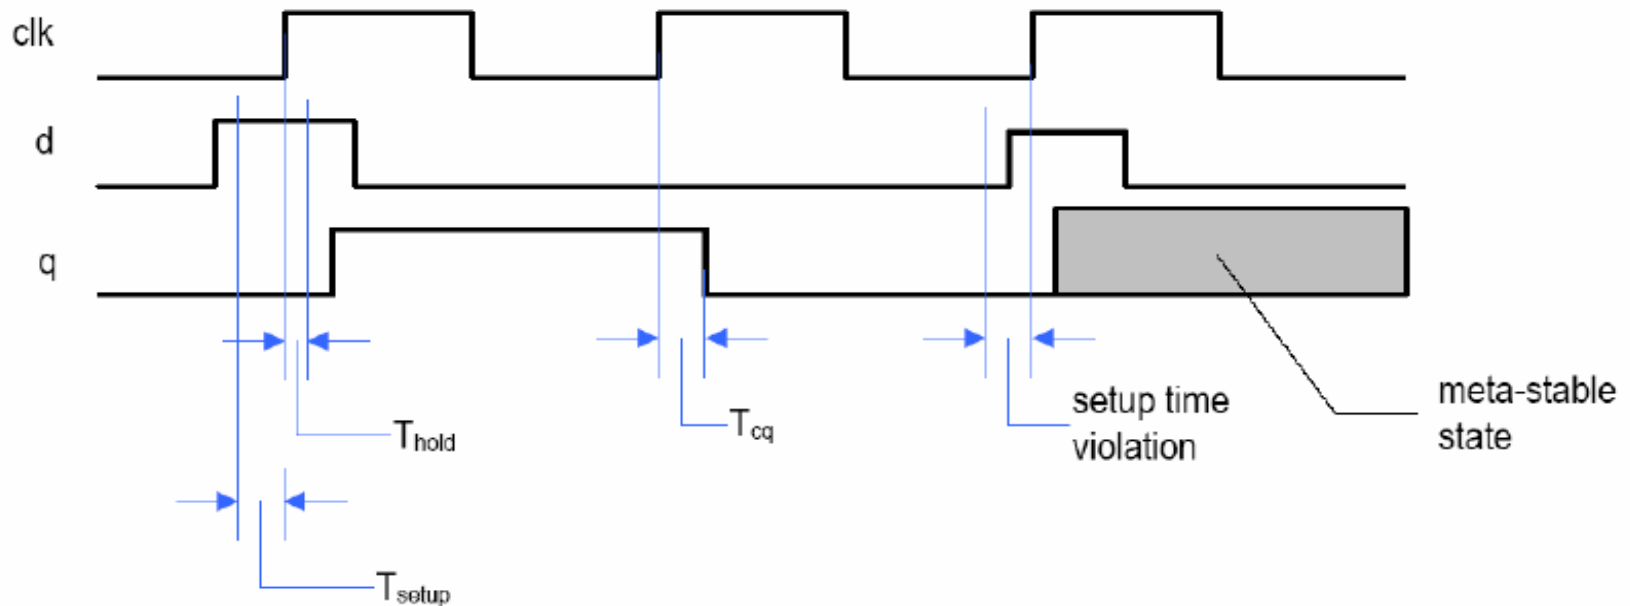 clk
d
q
T_hold
T_cq
setup time
violation
meta-stable
state
T_setup